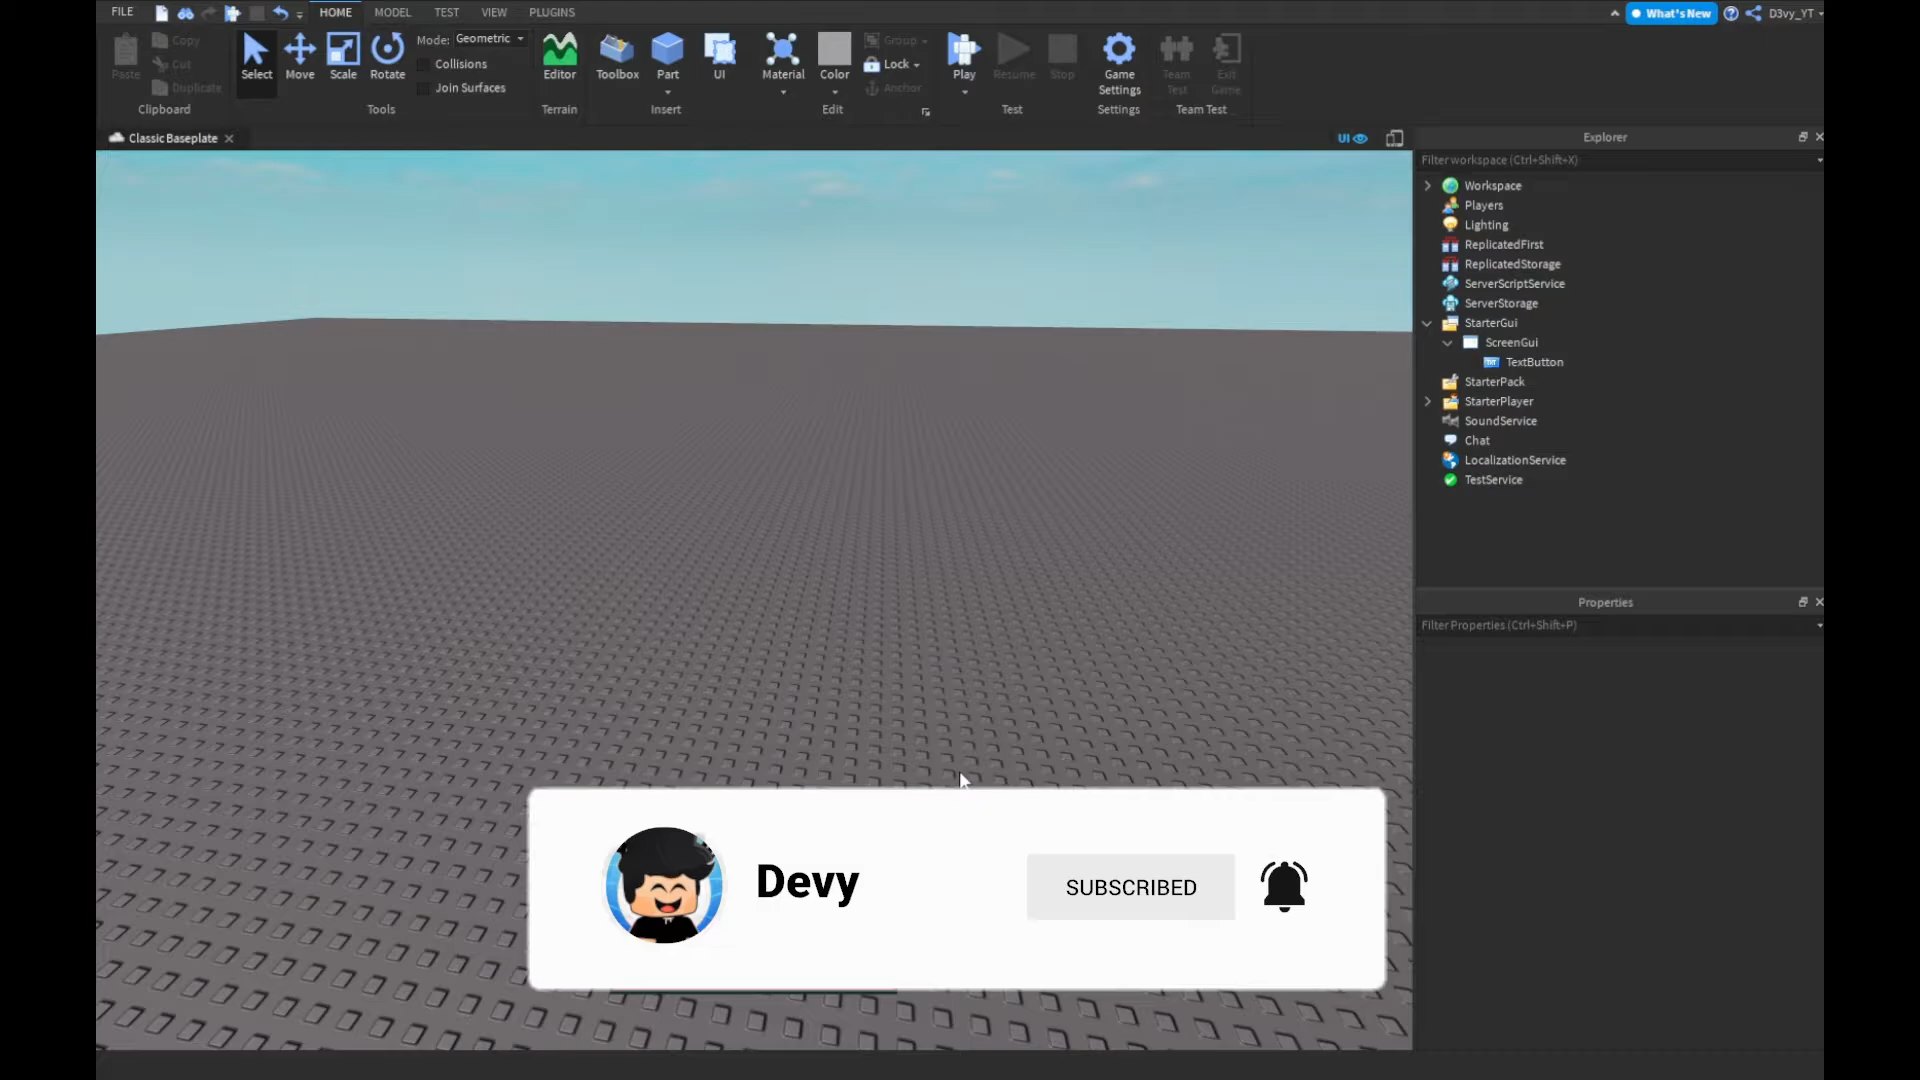 FILE HOME MODEL TEST VIEW PLUGINS What's New D3vy_YT
Paste Copy Cut Duplicate Clipboard
Select Move Scale Rotate Mode: Geometric Collisions Join Surfaces Tools
Editor Terrain
Toolbox Part UI Insert
Material Color Group Lock Anchor Edit
Play Resume Stop Test
Game Settings Settings
Team Test Exit Game Team Test
Classic Baseplate
UI
Explorer
Filter workspace (Ctrl+Shift+X)
Workspace
Players
Lighting
ReplicatedFirst
ReplicatedStorage
ServerScriptService
ServerStorage
StarterGui
ScreenGui
TextButton
StarterPack
StarterPlayer
SoundService
Chat
LocalizationService
TestService
Properties
Filter Properties (Ctrl+Shift+P)
Devy
SUBSCRIBED